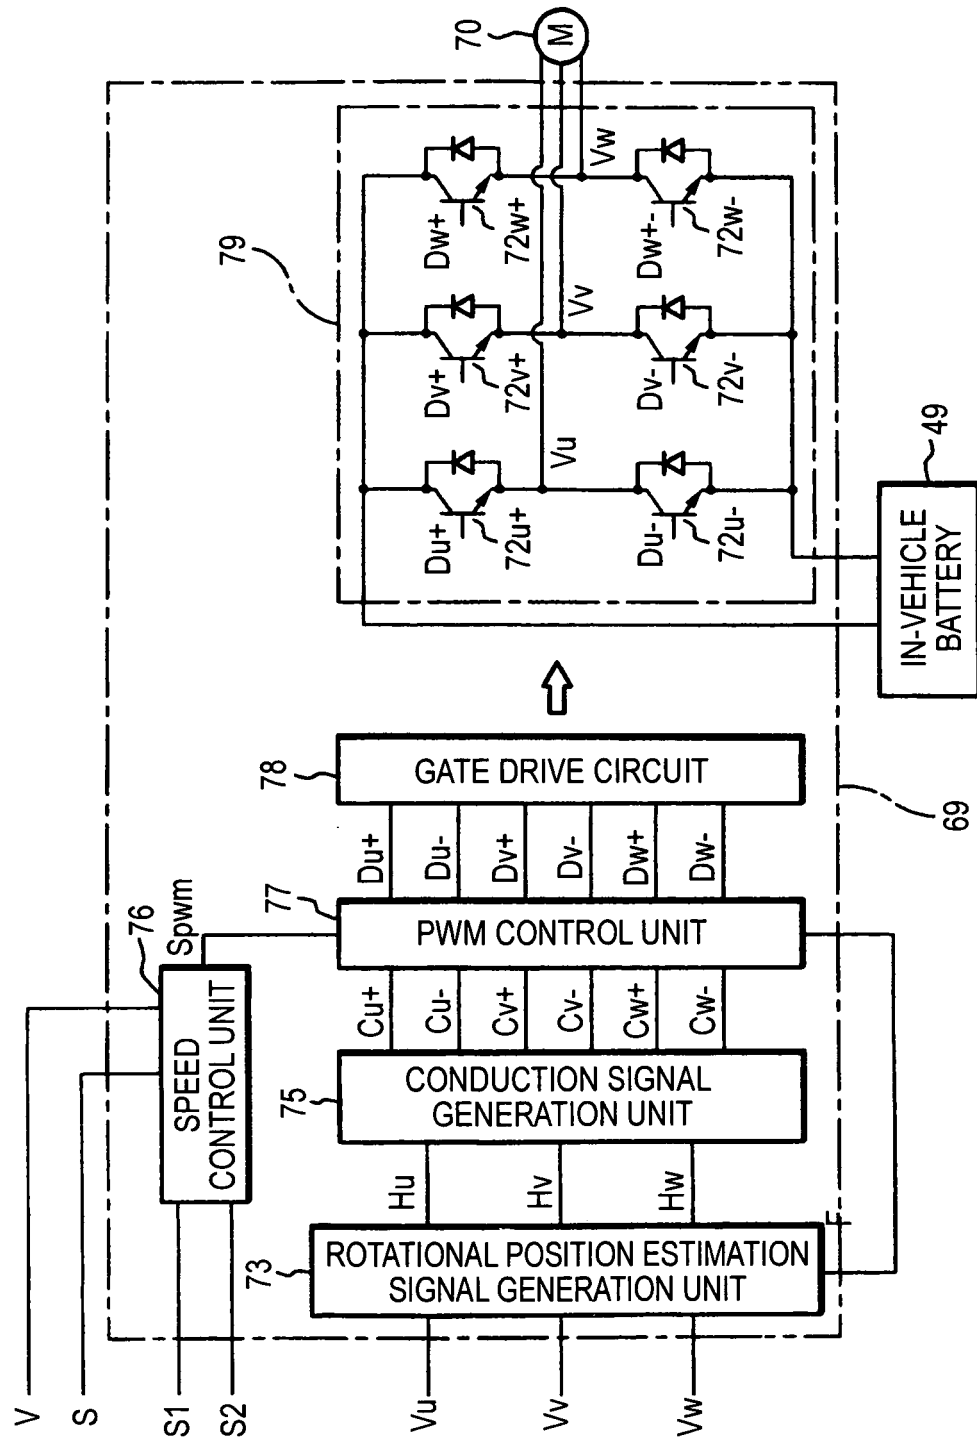 V
S
S1
S2
Vu
Vv
Vw
76
SPEED
CONTROL UNIT
Spwm
73
ROTATIONAL POSITION ESTIMATION
SIGNAL GENERATION UNIT
Hu
Hv
Hw
75
CONDUCTION SIGNAL
GENERATION UNIT
Cu+
Cu-
Cv+
Cv-
Cw+
Cw-
77
PWM CONTROL UNIT
Du+
Du-
Dv+
Dv-
Dw+
Dw-
78
GATE DRIVE CIRCUIT
69
79
Du+
72u+
Dv+
72v+
Dw+
72w+
Vu
Vv
Vw
Du-
72u-
Dv-
72v-
Dw+-
72w-
70
M
49
IN-VEHICLE
BATTERY